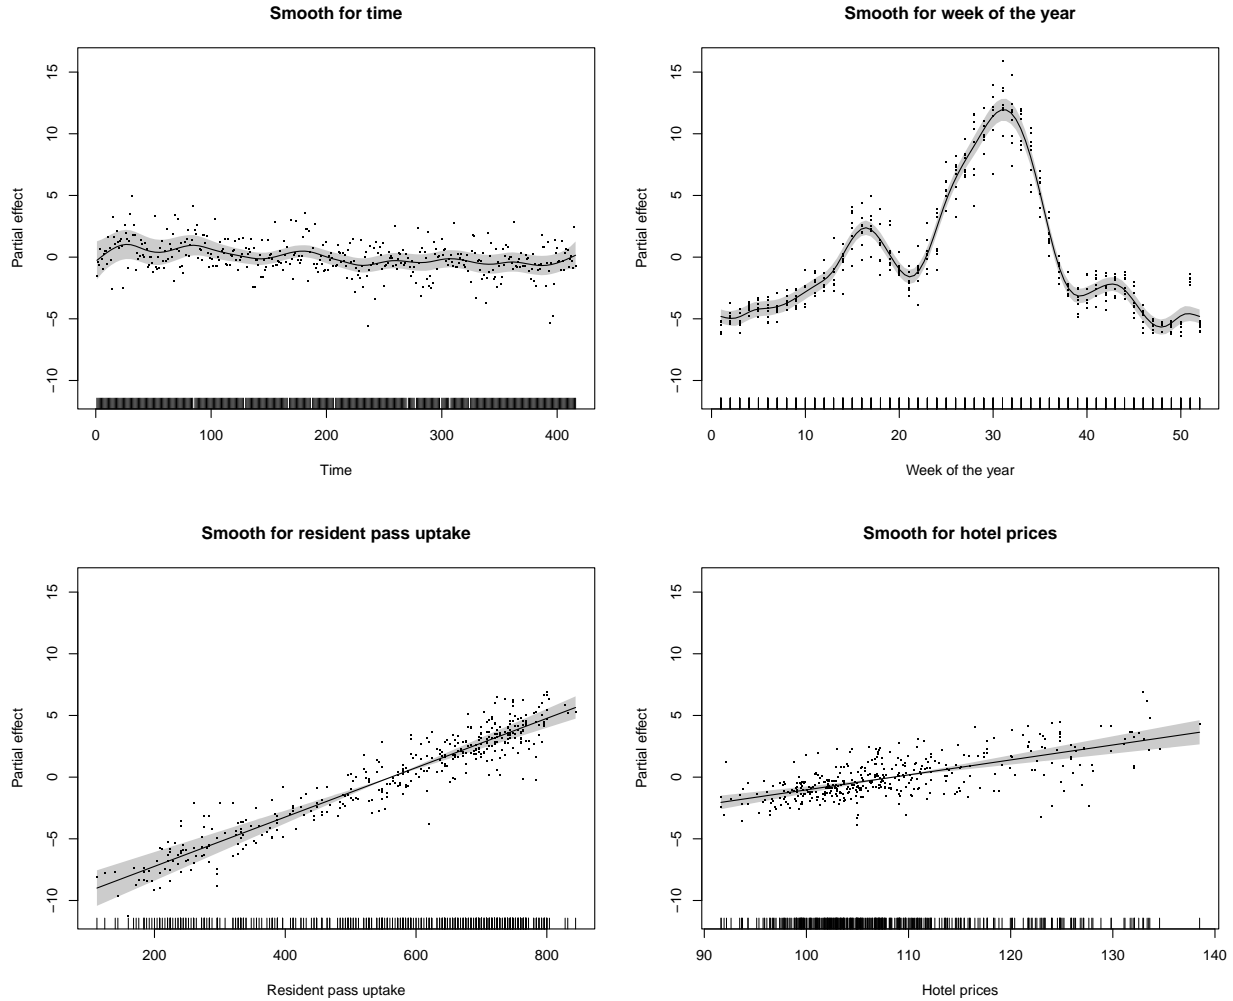 Smooth for time
Partial effect
15
10
5
0
−5
−10
0 100 200 300 400
Time
Smooth for week of the year
Partial effect
15
10
5
0
−5
−10
0 10 20 30 40 50
Week of the year
Smooth for resident pass uptake
Partial effect
15
10
5
0
−5
−10
200 400 600 800
Resident pass uptake
Smooth for hotel prices
Partial effect
15
10
5
0
−5
−10
90 100 110 120 130 140
Hotel prices